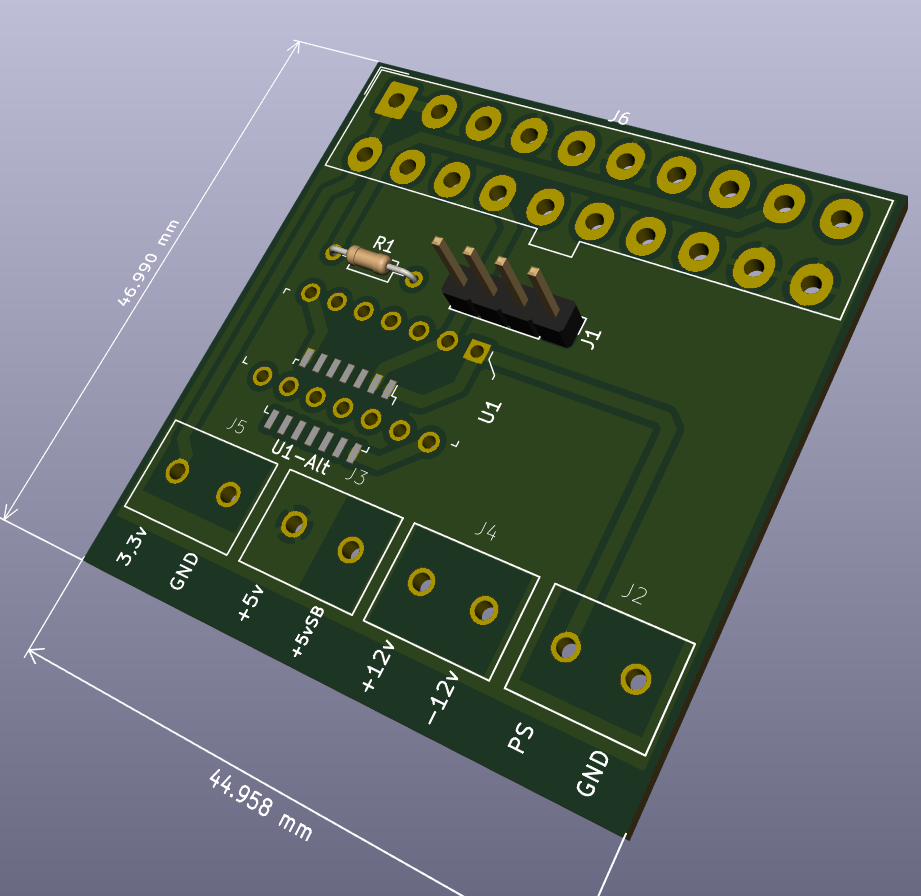 J6
46.990 mm
R1
J1
U1
J5
U1-Alt
J3
J4
J2
3.3v
GND
+5v
+5vSB
+12v
-12v
PS
GND
44.958 mm